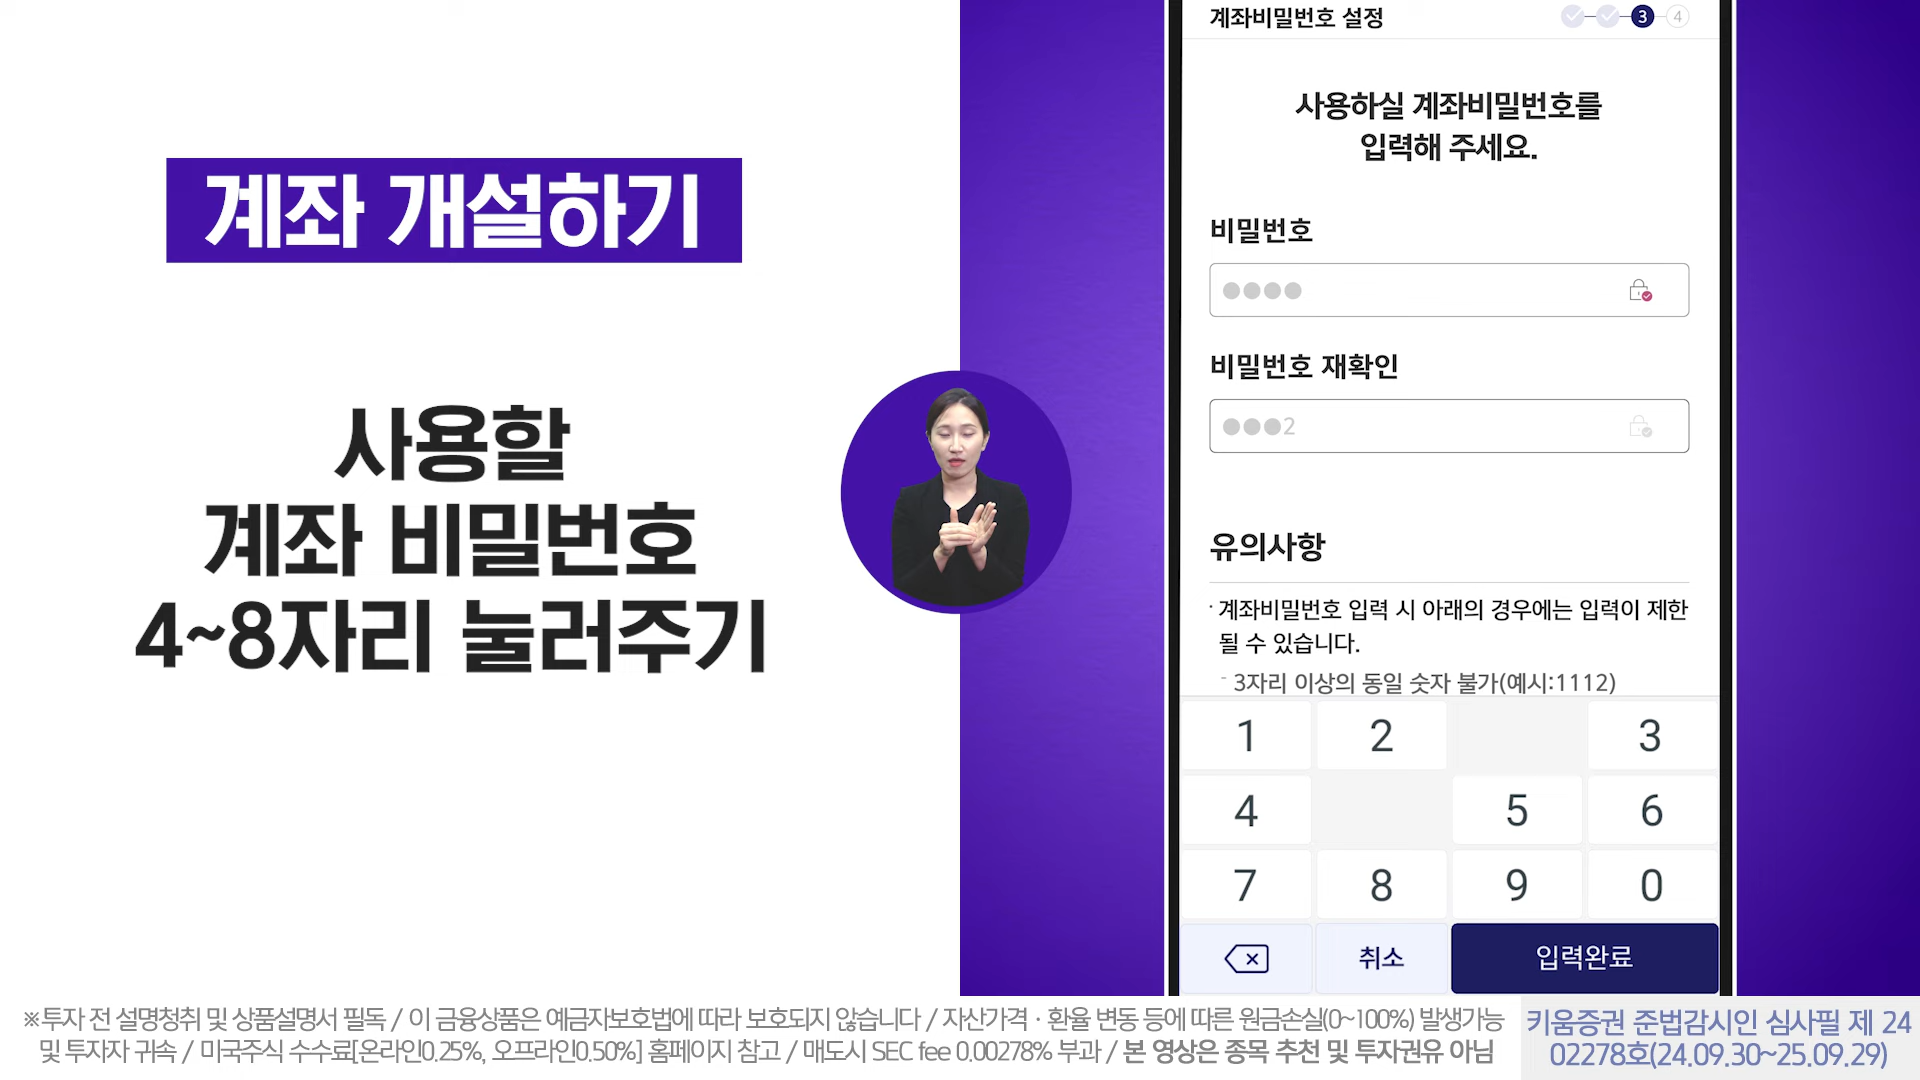 계좌 개설하기
사용할
계좌 비밀번호
4~8자리 눌러주기
계좌비밀번호 설정
3
4
사용하실 계좌비밀번호를
입력해 주세요.
비밀번호
비밀번호 재확인
●●●2
유의사항
· 계좌비밀번호 입력 시 아래의 경우에는 입력이 제한
될 수 있습니다.
- 3자리 이상의 동일 숫자 불가(예시:1112)
1 2 3
4 5 6
7 8 9 0
취소 입력완료
※투자 전 설명청취 및 상품설명서 필독 / 이 금융상품은 예금자보호법에 따라 보호되지 않습니다 / 자산가격 · 환율 변동 등에 따른 원금손실(0~100%) 발생가능
및 투자자 귀속 / 미국주식 수수료[온라인0.25%, 오프라인0.50%] 홈페이지 참고 / 매도시 SEC fee 0.00278% 부과 / 본 영상은 종목 추천 및 투자권유 아님
키움증권 준법감시인 심사필 제 24
02278호(24.09.30~25.09.29)